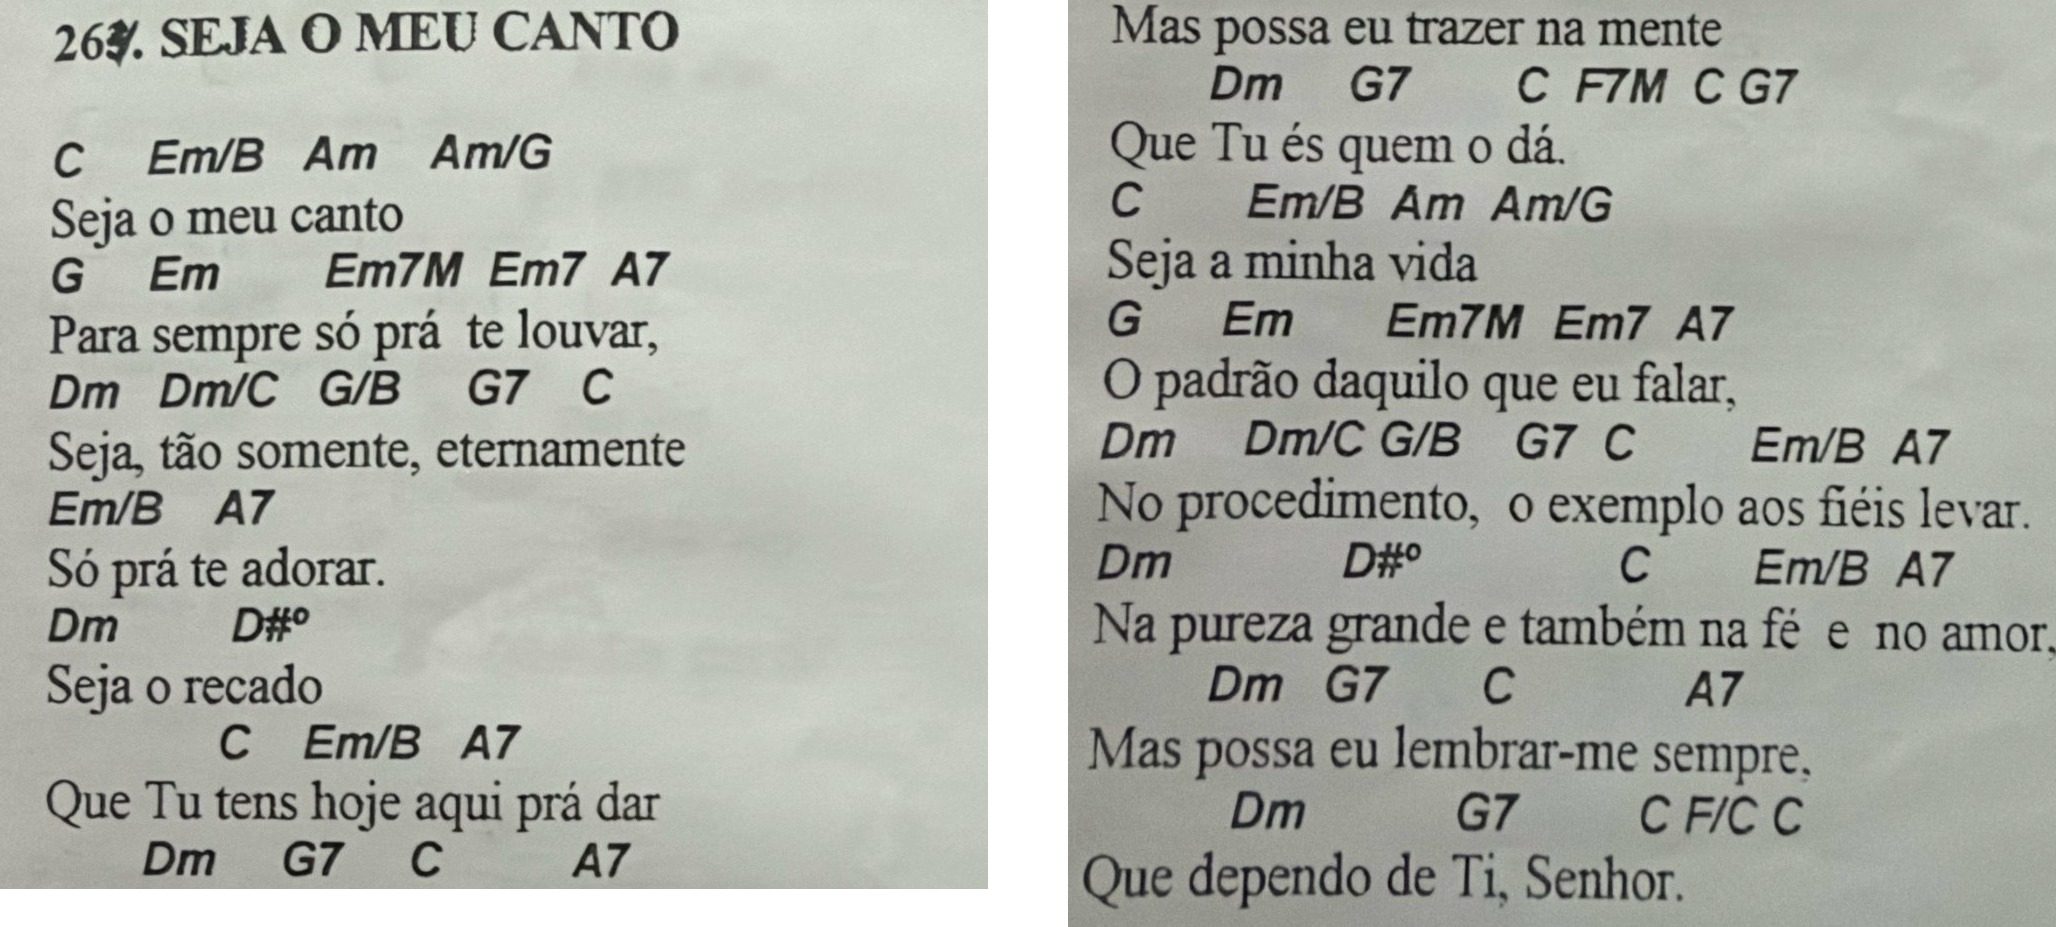 SEJA O MEU CANTO
C Em/B Am Am/G
Seja o meu canto
G Em Em7M Em7 A7
Para sempre só prá te louvar,
Dm Dm/C G/B G7 C
Seja, tão somente, eternamente
Em/B A7
Só prá te adorar.
Dm D#º
Seja o recado
C Em/B A7
Que Tu tens hoje aqui prá dar
Dm G7 C A7
Mas possa eu trazer na mente
Dm G7 C F7M C G7
Que Tu és quem o dá.
C Em/B Am Am/G
Seja a minha vida
G Em Em7M Em7 A7
O padrão daquilo que eu falar,
Dm Dm/C G/B G7 C Em/B A7
No procedimento, o exemplo aos fiéis levar.
Dm D#º C Em/B A7
Na pureza grande e também na fé e no amor,
Dm G7 C A7
Mas possa eu lembrar-me sempre,
Dm G7 C F/C C
Que dependo de Ti, Senhor.